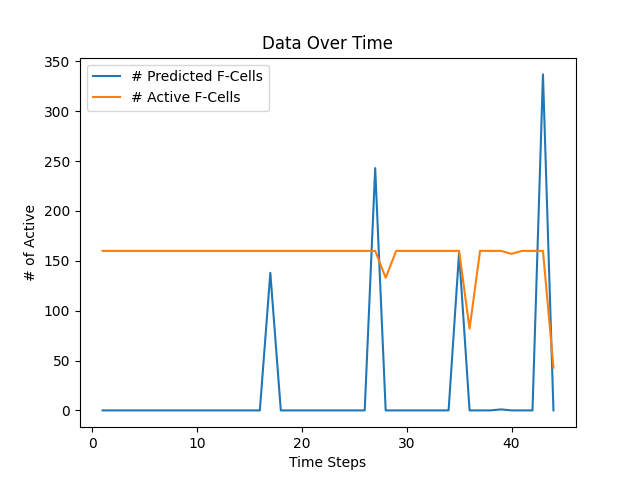 Data Over Time
# Predicted F-Cells
# Active F-Cells
350
300
250
200
150
100
50
0
# of Active
0 10 20 30 40
Time Steps